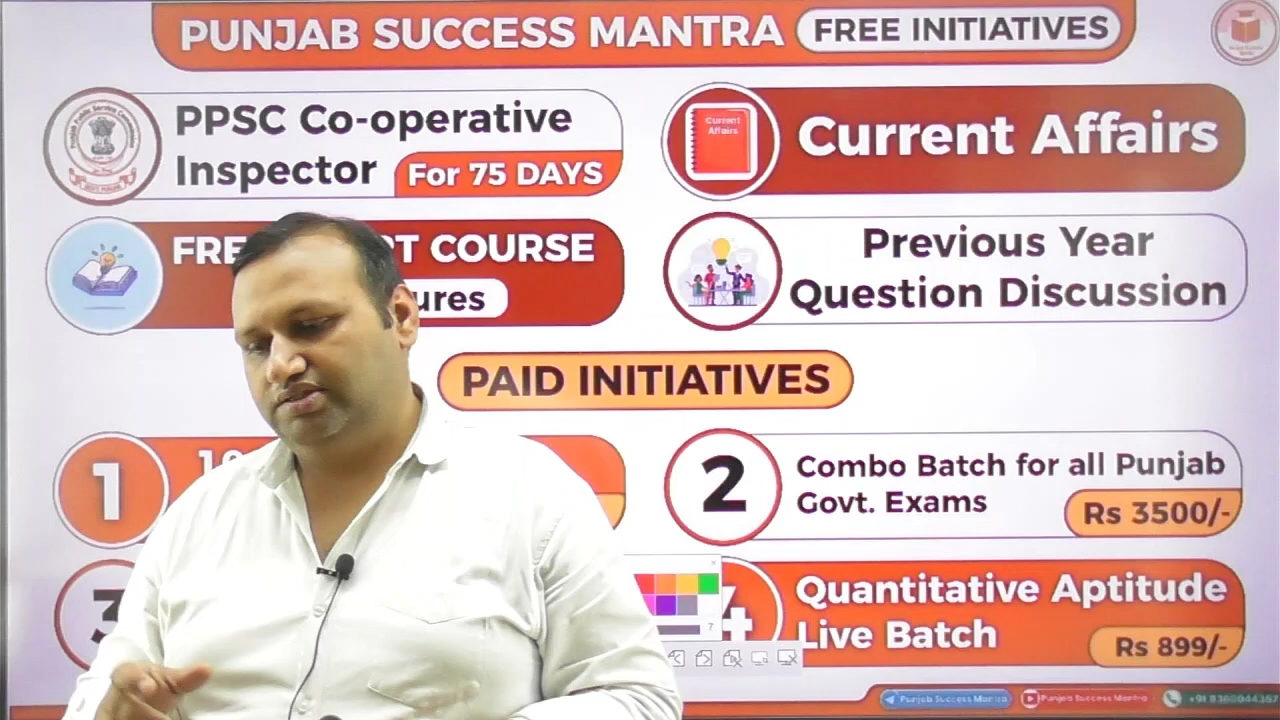 PUNJAB SUCCESS MANTRA FREE INITIATIVES
PPSC Co-operative
Inspector For 75 DAYS
Current
Affairs
Current Affairs
COURSE
Previous Year
Question Discussion
PAID INITIATIVES
1
2
Combo Batch for all Punjab
Govt. Exams
Rs 3500/-
3
4
Quantitative Aptitude
Live Batch
Rs 899/-
Punjab Success Mantra
Punjab Success Mantra